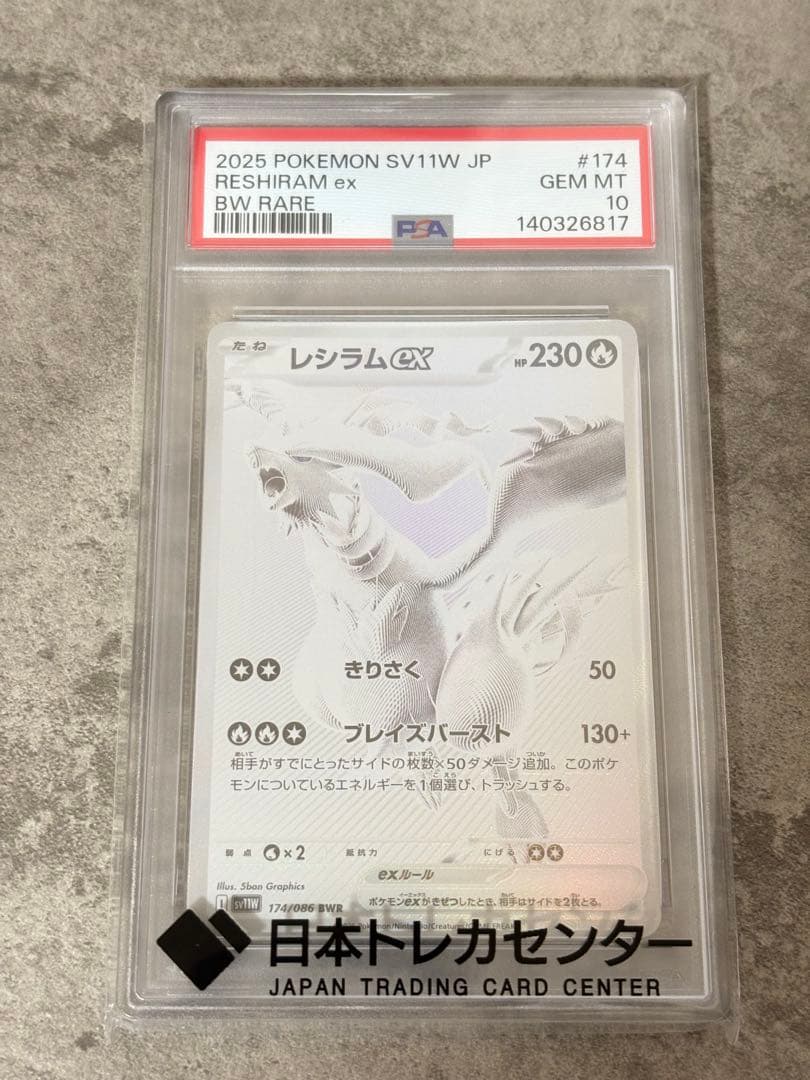 2025 POKEMON SV11W JP #174
RESHIRAM ex GEM MT
BW RARE 10
PSA 140326817
たね レシラムex HP 230
きりさく 50
ブレイズバースト 130+
相手がすでにとったサイドの枚数×50ダメージ追加。このポケ
モンについているエネルギーを1個選び、トラッシュする。
弱点 ×2 抵抗力 にげる
exルール
ポケモンexがきぜつしたとき、相手はサイドを2枚とる。
Illus. 5ban Graphics
I SV11W 174/086 BWR
Pokémon/Nintendo/Creatures/GAME FREAK
日本トレカセンター
JAPAN TRADING CARD CENTER